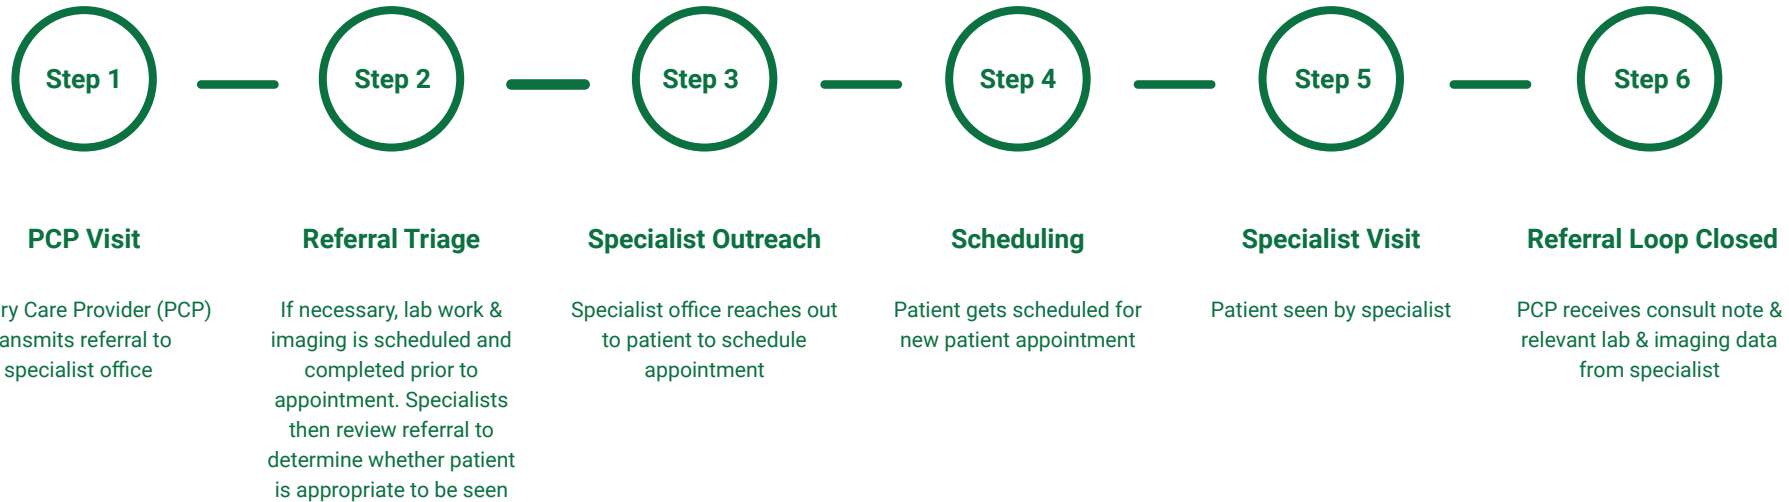 Step 1
Step 2
Step 3
Step 4
Step 5
Step 6
PCP Visit
ry Care Provider (PCP)
ansmits referral to
specialist office
Referral Triage
If necessary, lab work &
imaging is scheduled and
completed prior to
appointment. Specialists
then review referral to
determine whether patient
is appropriate to be seen
Specialist Outreach
Specialist office reaches out
to patient to schedule
appointment
Scheduling
Patient gets scheduled for
new patient appointment
Specialist Visit
Patient seen by specialist
Referral Loop Closed
PCP receives consult note &
relevant lab & imaging data
from specialist